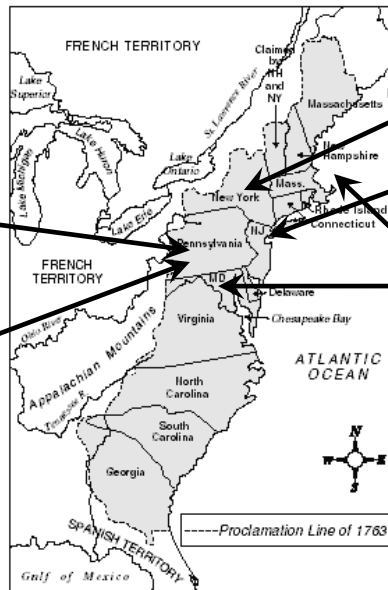 FRENCH TERRITORY
Claimed
by
NH
and
NY
Lake
Superior
St. Lawrence River
Massachusetts
Lake Huron
Lake Michigan
Lake
Ontario
New
Hampshire
Mass.
New York
Rhode Island
Connecticut
Lake Erie
Pennsylvania
NJ
FRENCH
TERRITORY
MD
Delaware
Ohio River
Virginia
Chesapeake Bay
Appalachian Mountains
Tennessee R.
ATLANTIC
OCEAN
North
Carolina
South
Carolina
Georgia
N
W
E
S
SPANISH TERRITORY
Proclamation Line of 1763
Gulf of Mexico